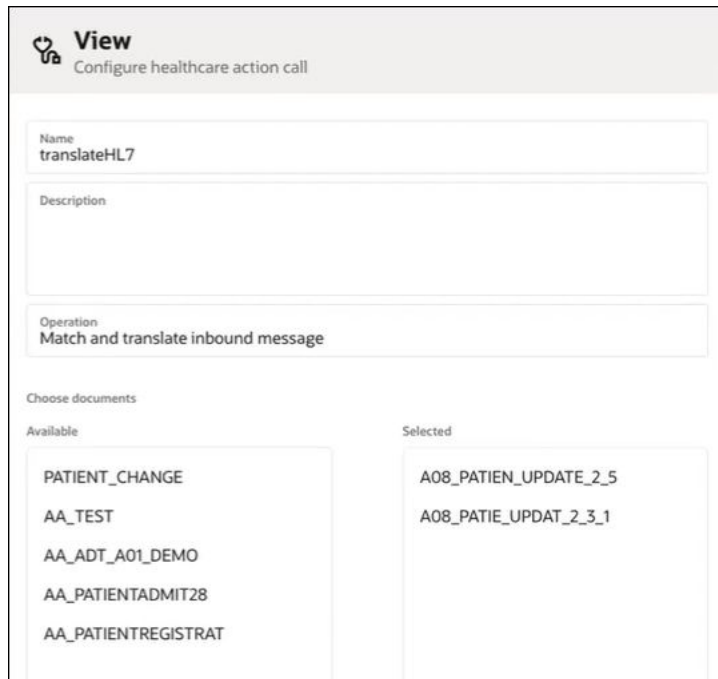 View
Configure healthcare action call
Name
translateHL7
Description
Operation
Match and translate inbound message
Choose documents
Available
PATIENT_CHANGE
AA_TEST
AA_ADT_A01_DEMO
AA_PATIENTADMIT28
AA_PATIENTREGISTRAT
Selected
A08_PATIEN_UPDATE_2_5
A08_PATIE_UPDAT_2_3_1